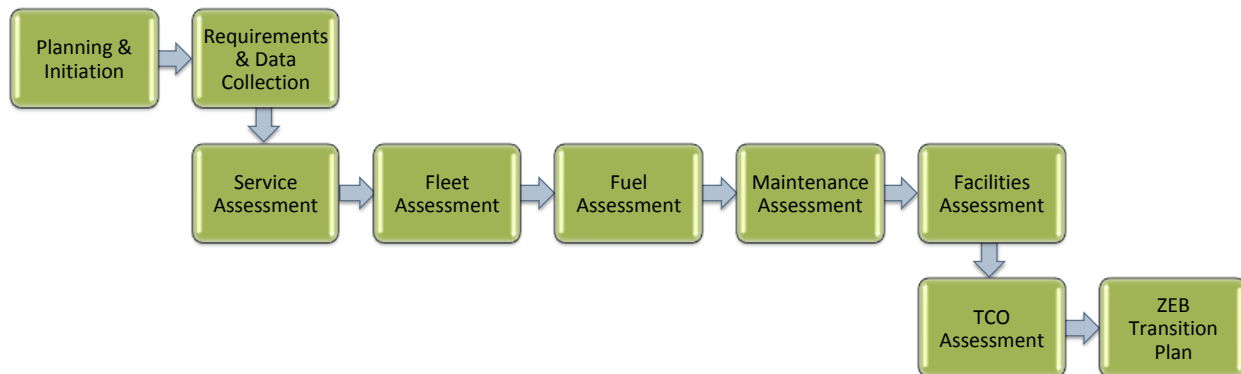 Planning &
Initiation
Requirements
& Data
Collection
Service
Assessment
Fleet
Assessment
Fuel
Assessment
Maintenance
Assessment
Facilities
Assessment
TCO
Assessment
ZEB
Transition
Plan